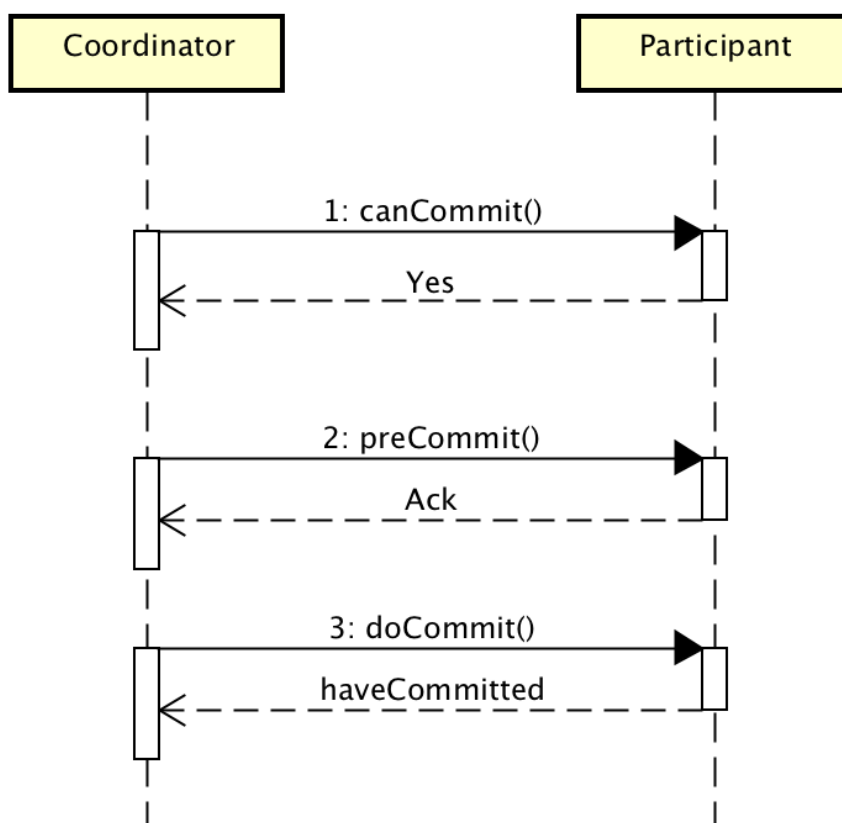 Coordinator
Participant
1: canCommit()
Yes
2: preCommit()
Ack
3: doCommit()
haveCommitted